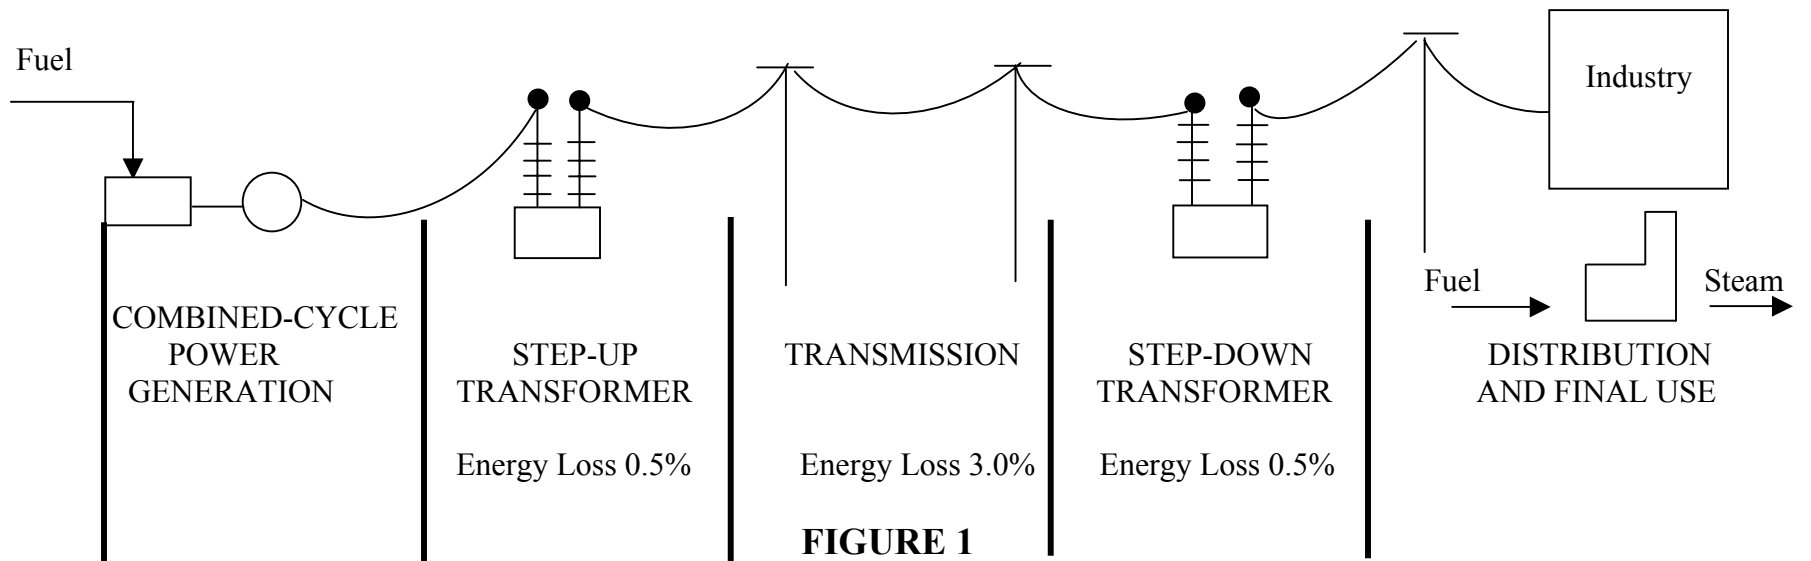 Fuel
Industry
Fuel
Steam
COMBINED-CYCLE
POWER
GENERATION
STEP-UP
TRANSFORMER
Energy Loss 0.5%
TRANSMISSION
Energy Loss 3.0%
STEP-DOWN
TRANSFORMER
Energy Loss 0.5%
DISTRIBUTION
AND FINAL USE
FIGURE 1